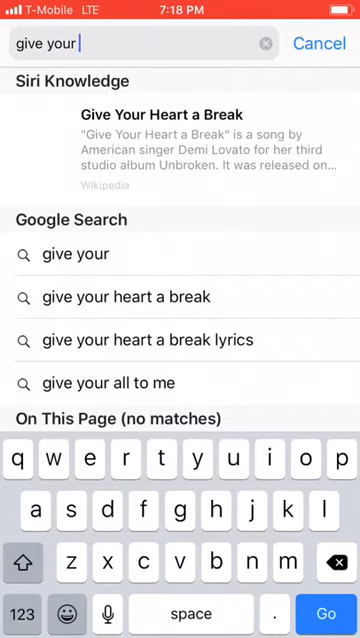 T-Mobile LTE 7:18 PM
give your Cancel
Siri Knowledge
Give Your Heart a Break
"Give Your Heart a Break" is a song by
American singer Demi Lovato for her third
studio album Unbroken. It was released on...
Wikipedia
Google Search
give your
give your heart a break
give your heart a break lyrics
give your all to me
On This Page (no matches)
q w e r t y u i o p
a s d f g h j k l
z x c v b n m
123 space . Go